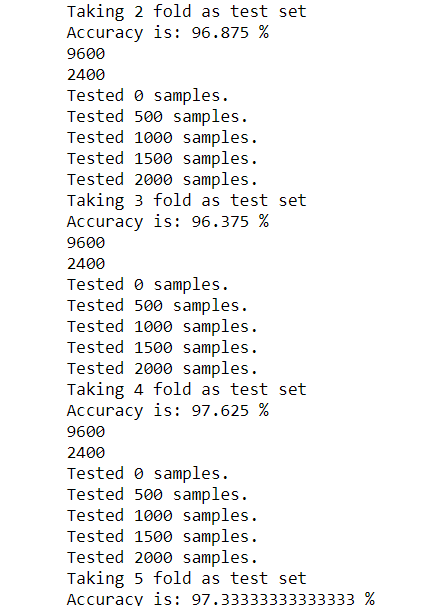 Taking 2 fold as test set
Accuracy is: 96.875 %
9600
2400
Tested 0 samples.
Tested 500 samples.
Tested 1000 samples.
Tested 1500 samples.
Tested 2000 samples.
Taking 3 fold as test set
Accuracy is: 96.375 %
9600
2400
Tested 0 samples.
Tested 500 samples.
Tested 1000 samples.
Tested 1500 samples.
Tested 2000 samples.
Taking 4 fold as test set
Accuracy is: 97.625 %
9600
2400
Tested 0 samples.
Tested 500 samples.
Tested 1000 samples.
Tested 1500 samples.
Tested 2000 samples.
Taking 5 fold as test set
Accuracy is: 97.33333333333333 %